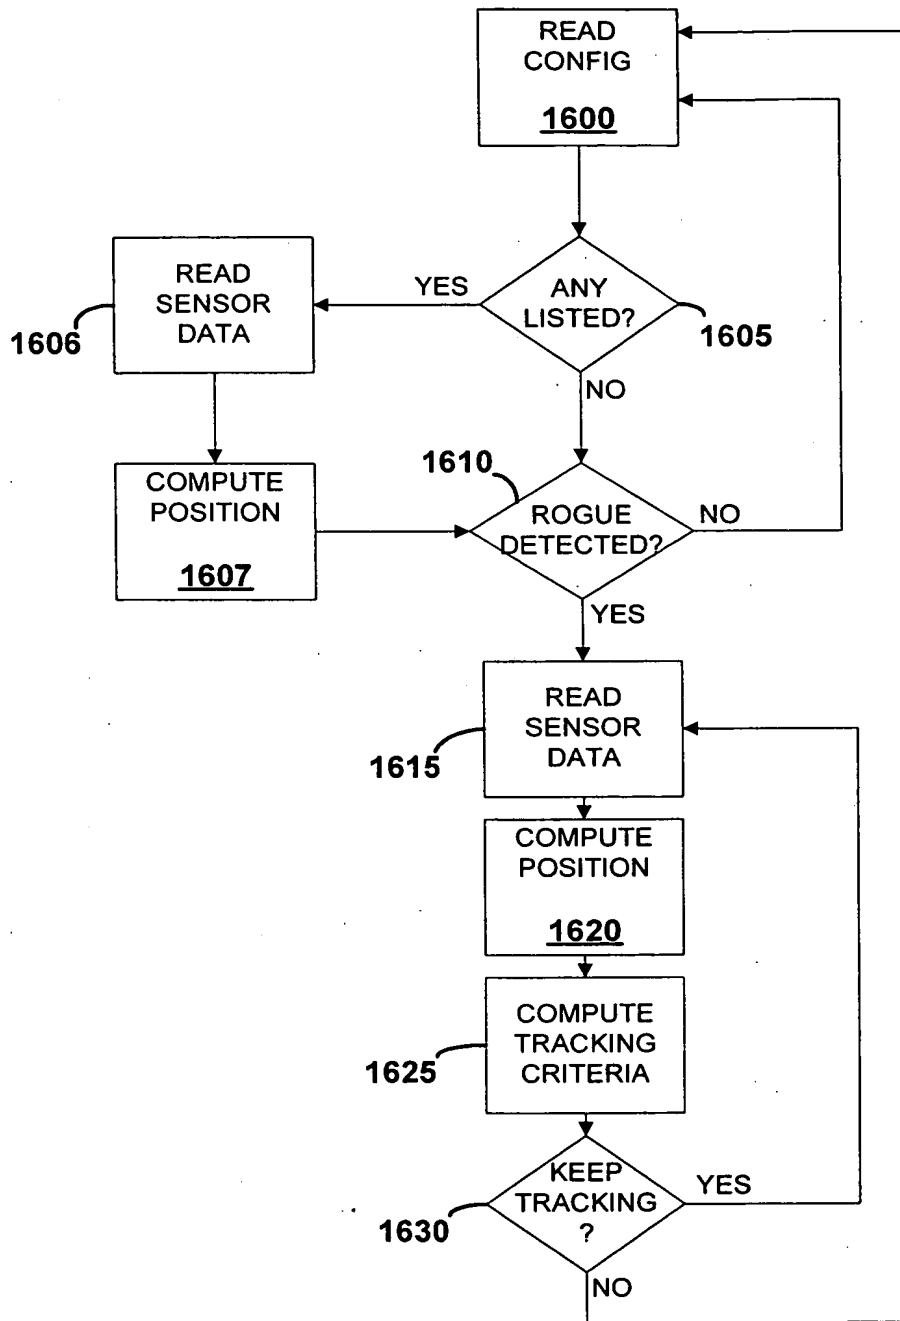 READ
CONFIG
1600
READ
SENSOR
DATA
1606
YES
ANY
LISTED?
1605
NO
COMPUTE
POSITION
1607
1610
ROGUE
DETECTED?
NO
YES
READ
SENSOR
DATA
1615
COMPUTE
POSITION
1620
COMPUTE
TRACKING
CRITERIA
1625
KEEP
TRACKING
?
YES
1630
NO